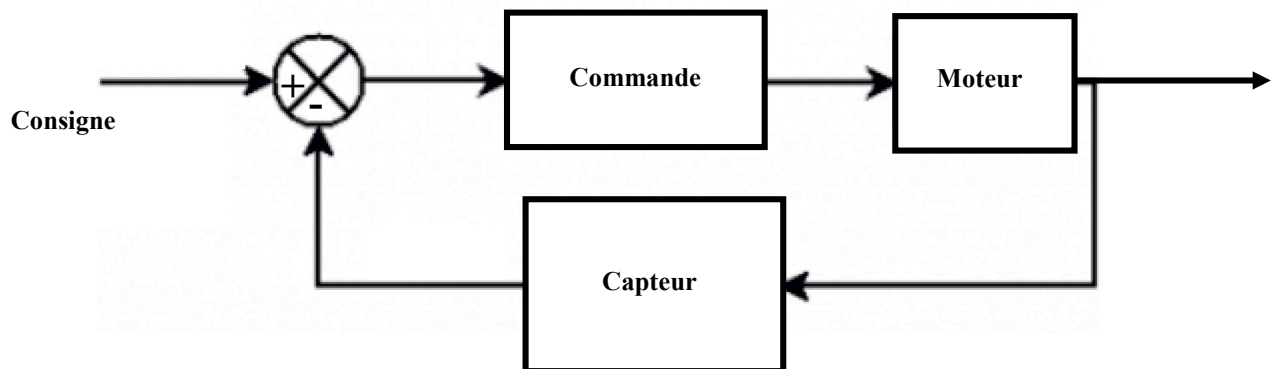 Consigne
+
-
Commande
Moteur
Capteur